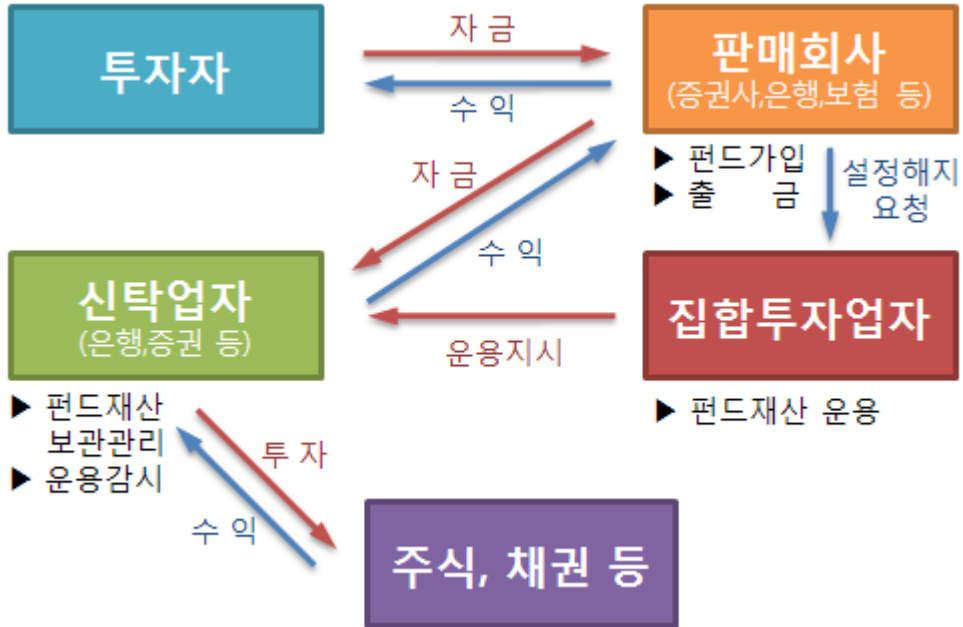 투자자
자 금
수 익
판매회사
(증권사,은행,보험 등)
▶ 펀드가입
▶ 출 금
설정해지
요청
자 금
수 익
신탁업자
(은행,증권 등)
운용지시
집합투자업자
▶ 펀드재산
보관관리
▶ 운용감시
▶ 펀드재산 운용
투 자
수 익
주식, 채권 등